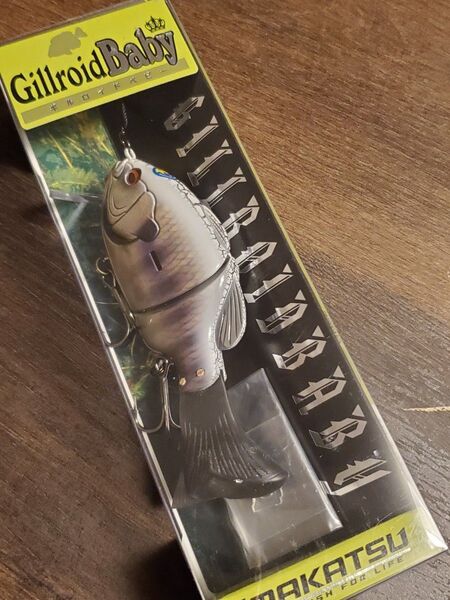 GillroidBaby
ギルロイドベビー
GILLROIDBABY
IMAKATSU
FISH FOR LIFE